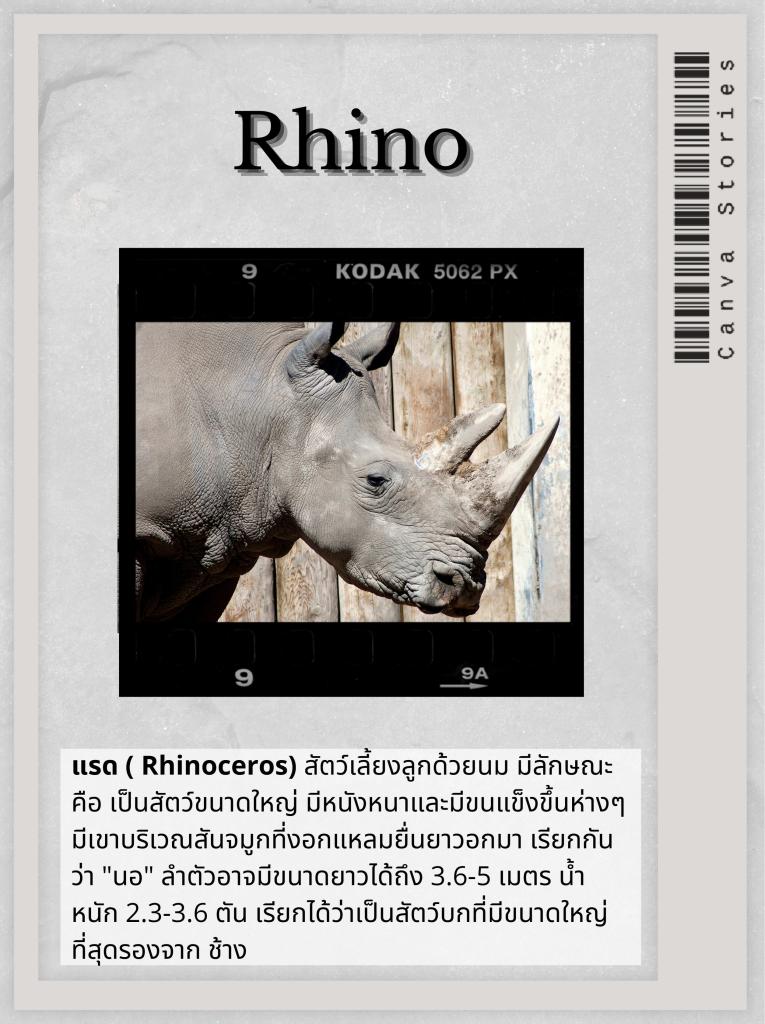 Rhino
Canva Stories
9 KODAK 5062 PX
9 9A
แรด ( Rhinoceros) สัตว์เลี้ยงลูกด้วยนม มีลักษณะ
คือ เป็นสัตว์ขนาดใหญ่ มีหนังหนาและมีขนแข็งขึ้นห่างๆ
มีเขาบริเวณสันจมูกที่งอกแหลมยื่นยาวออกมา เรียกกัน
ว่า "นอ" ลำตัวอาจมีขนาดยาวได้ถึง 3.6-5 เมตร น้ำ
หนัก 2.3-3.6 ตัน เรียกได้ว่าเป็นสัตว์บกที่มีขนาดใหญ่
ที่สุดรองจาก ช้าง